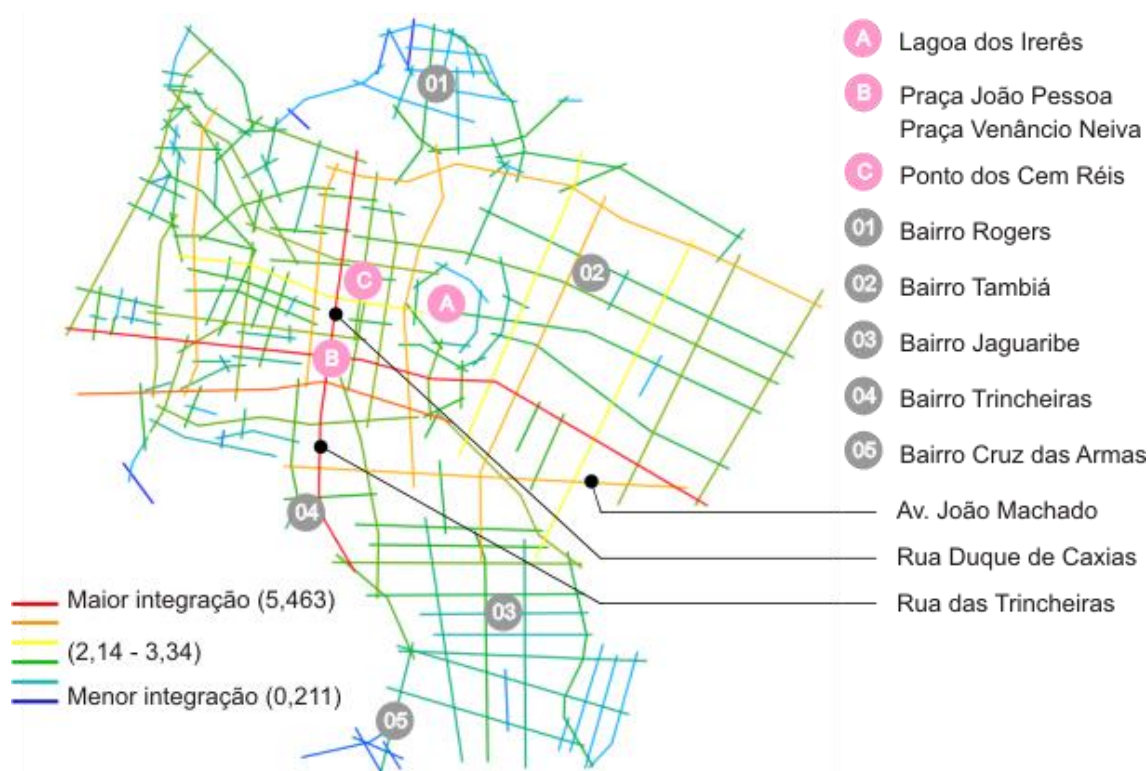 A Lagoa dos Irerês
B Praça João Pessoa
Praça Venâncio Neiva
C Ponto dos Cem Réis
01 Bairro Rogers
02 Bairro Tambiá
03 Bairro Jaguaribe
04 Bairro Trincheiras
05 Bairro Cruz das Armas
Av. João Machado
Rua Duque de Caxias
Rua das Trincheiras
01
02
C
A
B
04
03
05
Maior integração (5,463)
(2,14 - 3,34)
Menor integração (0,211)